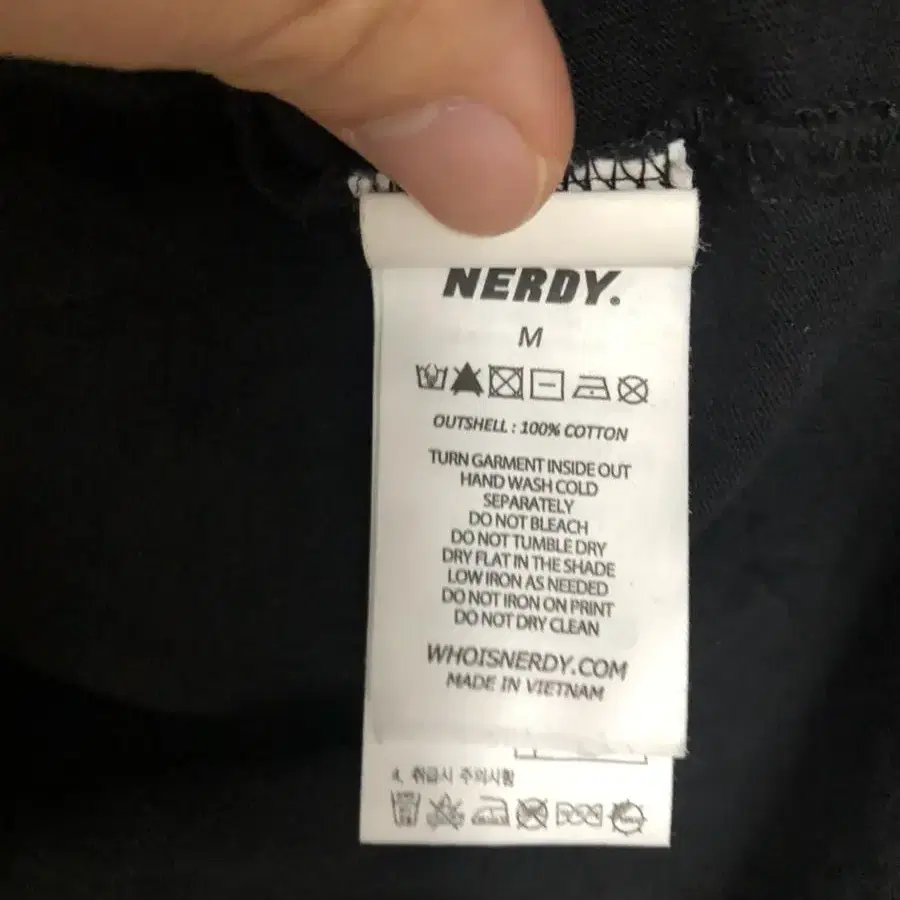 NERDY.
M
OUTSHELL : 100% COTTON
TURN GARMENT INSIDE OUT
HAND WASH COLD
SEPARATELY
DO NOT BLEACH
DO NOT TUMBLE DRY
DRY FLAT IN THE SHADE
LOW IRON AS NEEDED
DO NOT IRON ON PRINT
DO NOT DRY CLEAN
WHOISNERDY.COM
MADE IN VIETNAM
4. 취급시 주의사항